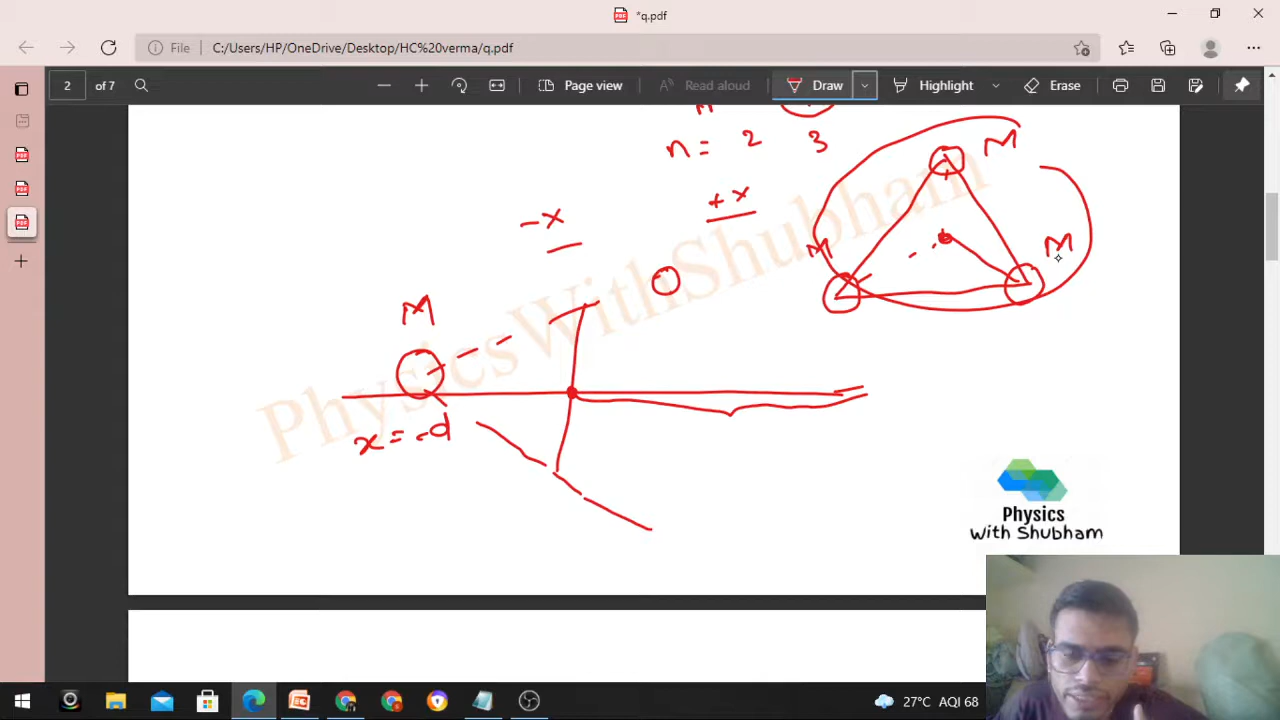 *q.pdf
File C:/Users/HP/OneDrive/Desktop/HC%20verma/q.pdf
2 of 7 Page view Read aloud Draw Highlight Erase
n = 2 3
M
-x
+x
M
M
M
x = -d
PhysicsWithShubham
Physics
With Shubham
27°C AQI 68